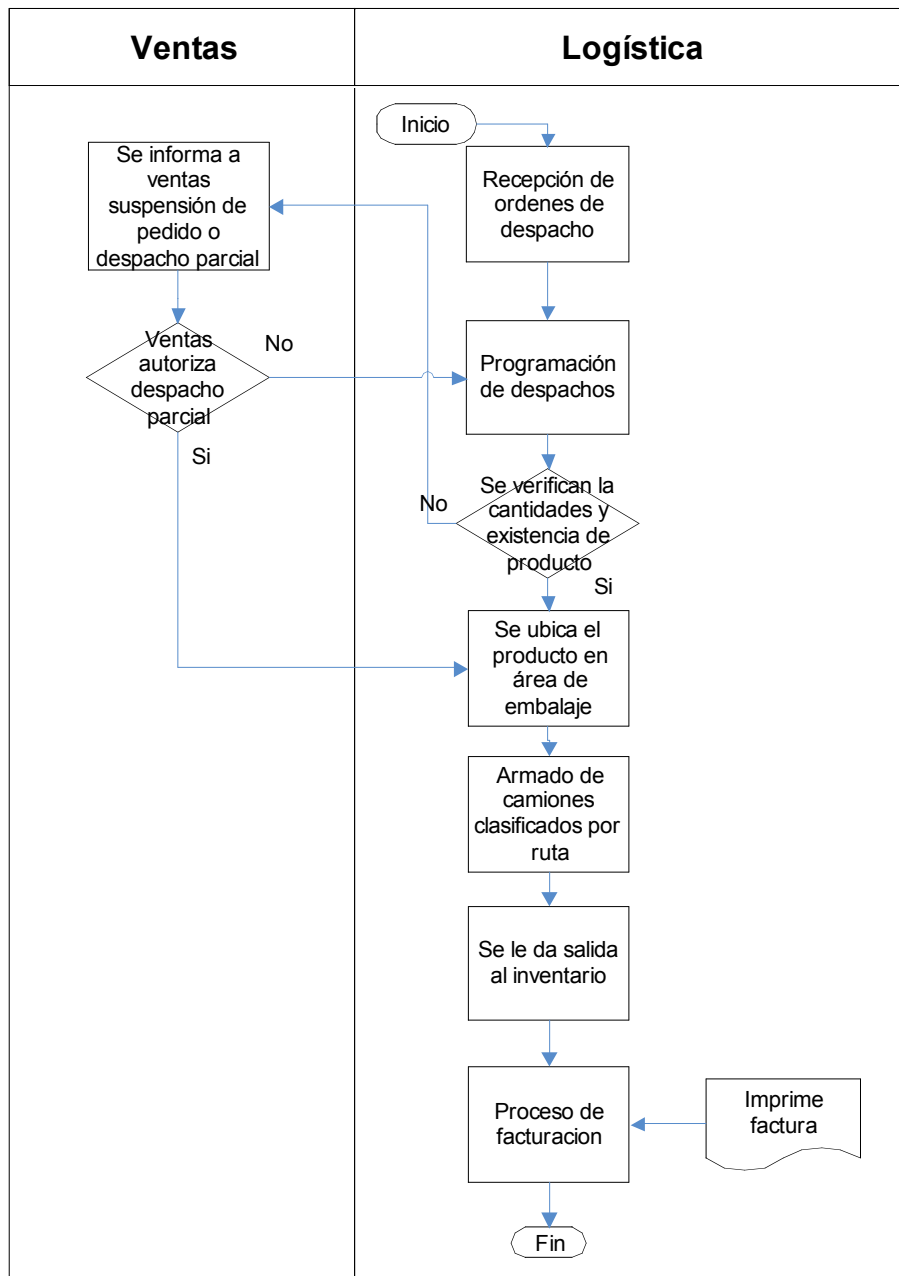 Ventas
Logística
Inicio
Se informa a
ventas
suspensión de
pedido o
despacho parcial
Recepción de
ordenes de
despacho
Ventas
autoriza
despacho
parcial
No
Si
Programación
de despachos
Se verifican la
cantidades y
existencia de
producto
No
Si
Se ubica el
producto en
área de
embalaje
Armado de
camiones
clasificados por
ruta
Se le da salida
al inventario
Proceso de
facturacion
Imprime
factura
Fin